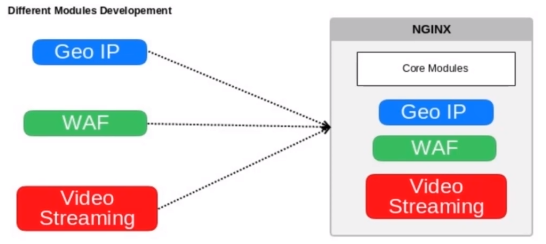 Different Modules Developement
Geo IP
WAF
Video
Streaming
NGINX
Core Modules
Geo IP
WAF
Video
Streaming